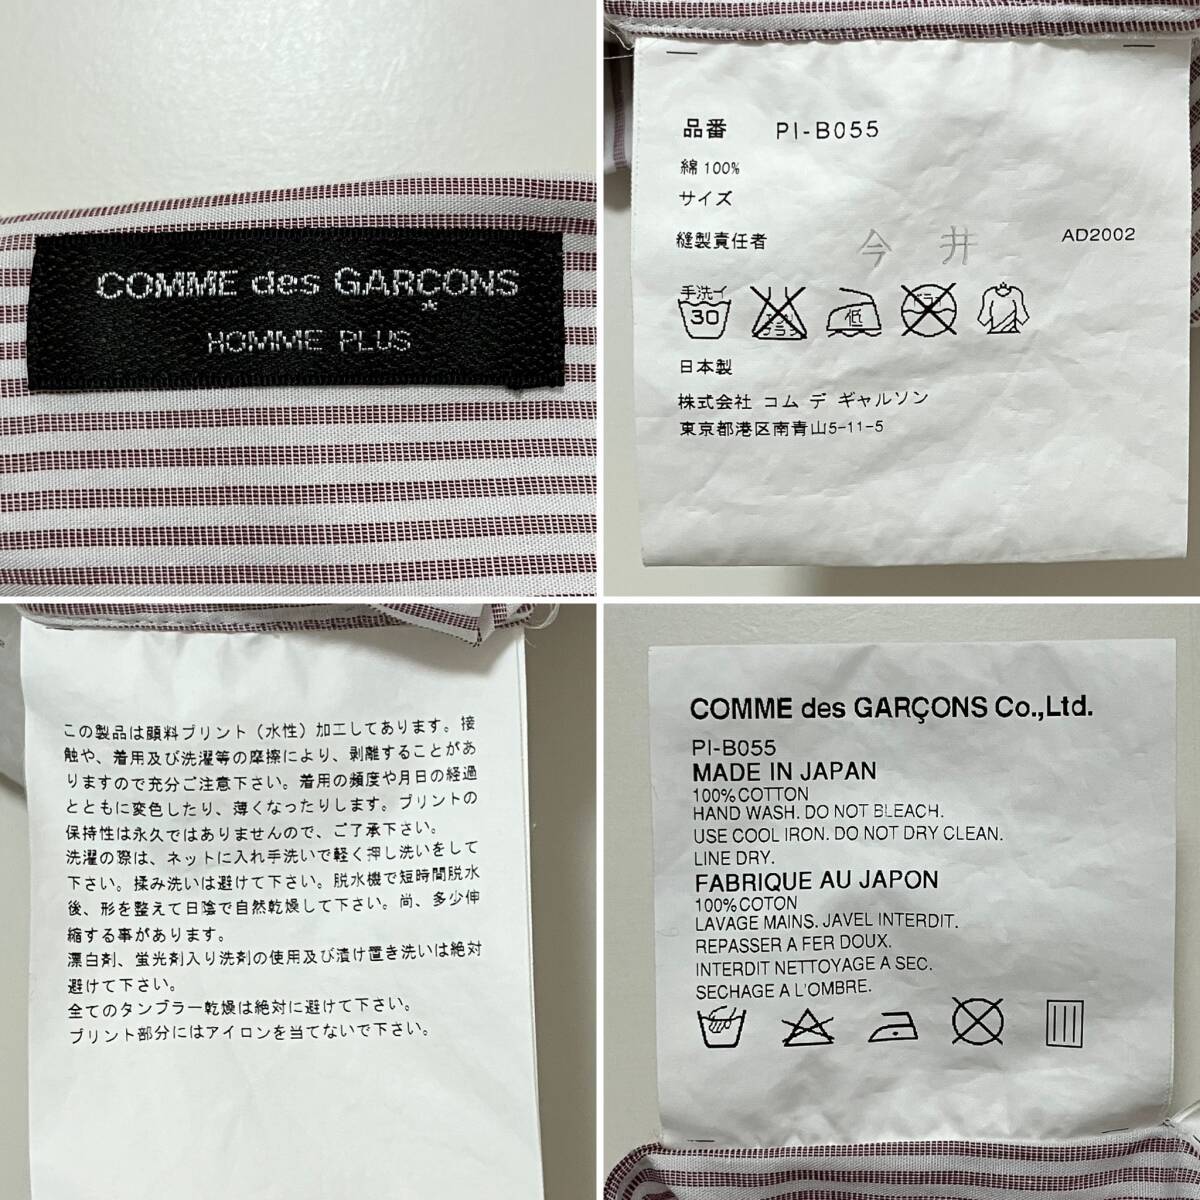 COMME des GARÇONS
HOMME PLUS
品番 PI-B055
綿100%
サイズ
縫製責任者 今井 AD2002
手洗イ
30 エンソサラシ 低 ドライ
日本製
株式会社 コム デ ギャルソン
東京都港区南青山5-11-5
この製品は顔料プリント(水性)加工してあります。接
触や、着用及び洗濯等の摩擦により、剥離することがあ
りますので充分ご注意下さい。着用の頻度や月日の経過
とともに変色したり、薄くなったりします。プリントの
保持性は永久ではありませんので、ご了承下さい。
洗濯の際は、ネットに入れ手洗いで軽く押し洗いをして
下さい。揉み洗いは避けて下さい。脱水機で短時間脱水
後、形を整えて日陰で自然乾燥して下さい。尚、多少伸
縮する事があります。
漂白剤、蛍光剤入り洗剤の使用及び漬け置き洗いは絶対
避けて下さい。
全てのタンブラー乾燥は絶対に避けて下さい。
プリント部分にはアイロンを当てないで下さい。
COMME des GARÇONS Co.,Ltd.
PI-B055
MADE IN JAPAN
100% COTTON
HAND WASH. DO NOT BLEACH.
USE COOL IRON. DO NOT DRY CLEAN.
LINE DRY.
FABRIQUE AU JAPON
100% COTON
LAVAGE MAINS. JAVEL INTERDIT.
REPASSER A FER DOUX.
INTERDIT NETTOYAGE A SEC.
SECHAGE A L'OMBRE.